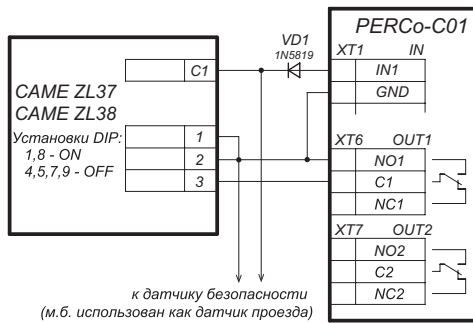 PERCo-C01
VD1
1N5819
XT1 IN
C1
IN1
GND
CAME ZL37
CAME ZL38
Установки DIP:
1,8 - ON
4,5,7,9 - OFF
1
2
3
XT6 OUT1
NO1
C1
NC1
XT7 OUT2
NO2
C2
NC2
к датчику безопасности
(м.б. использован как датчик проезда)